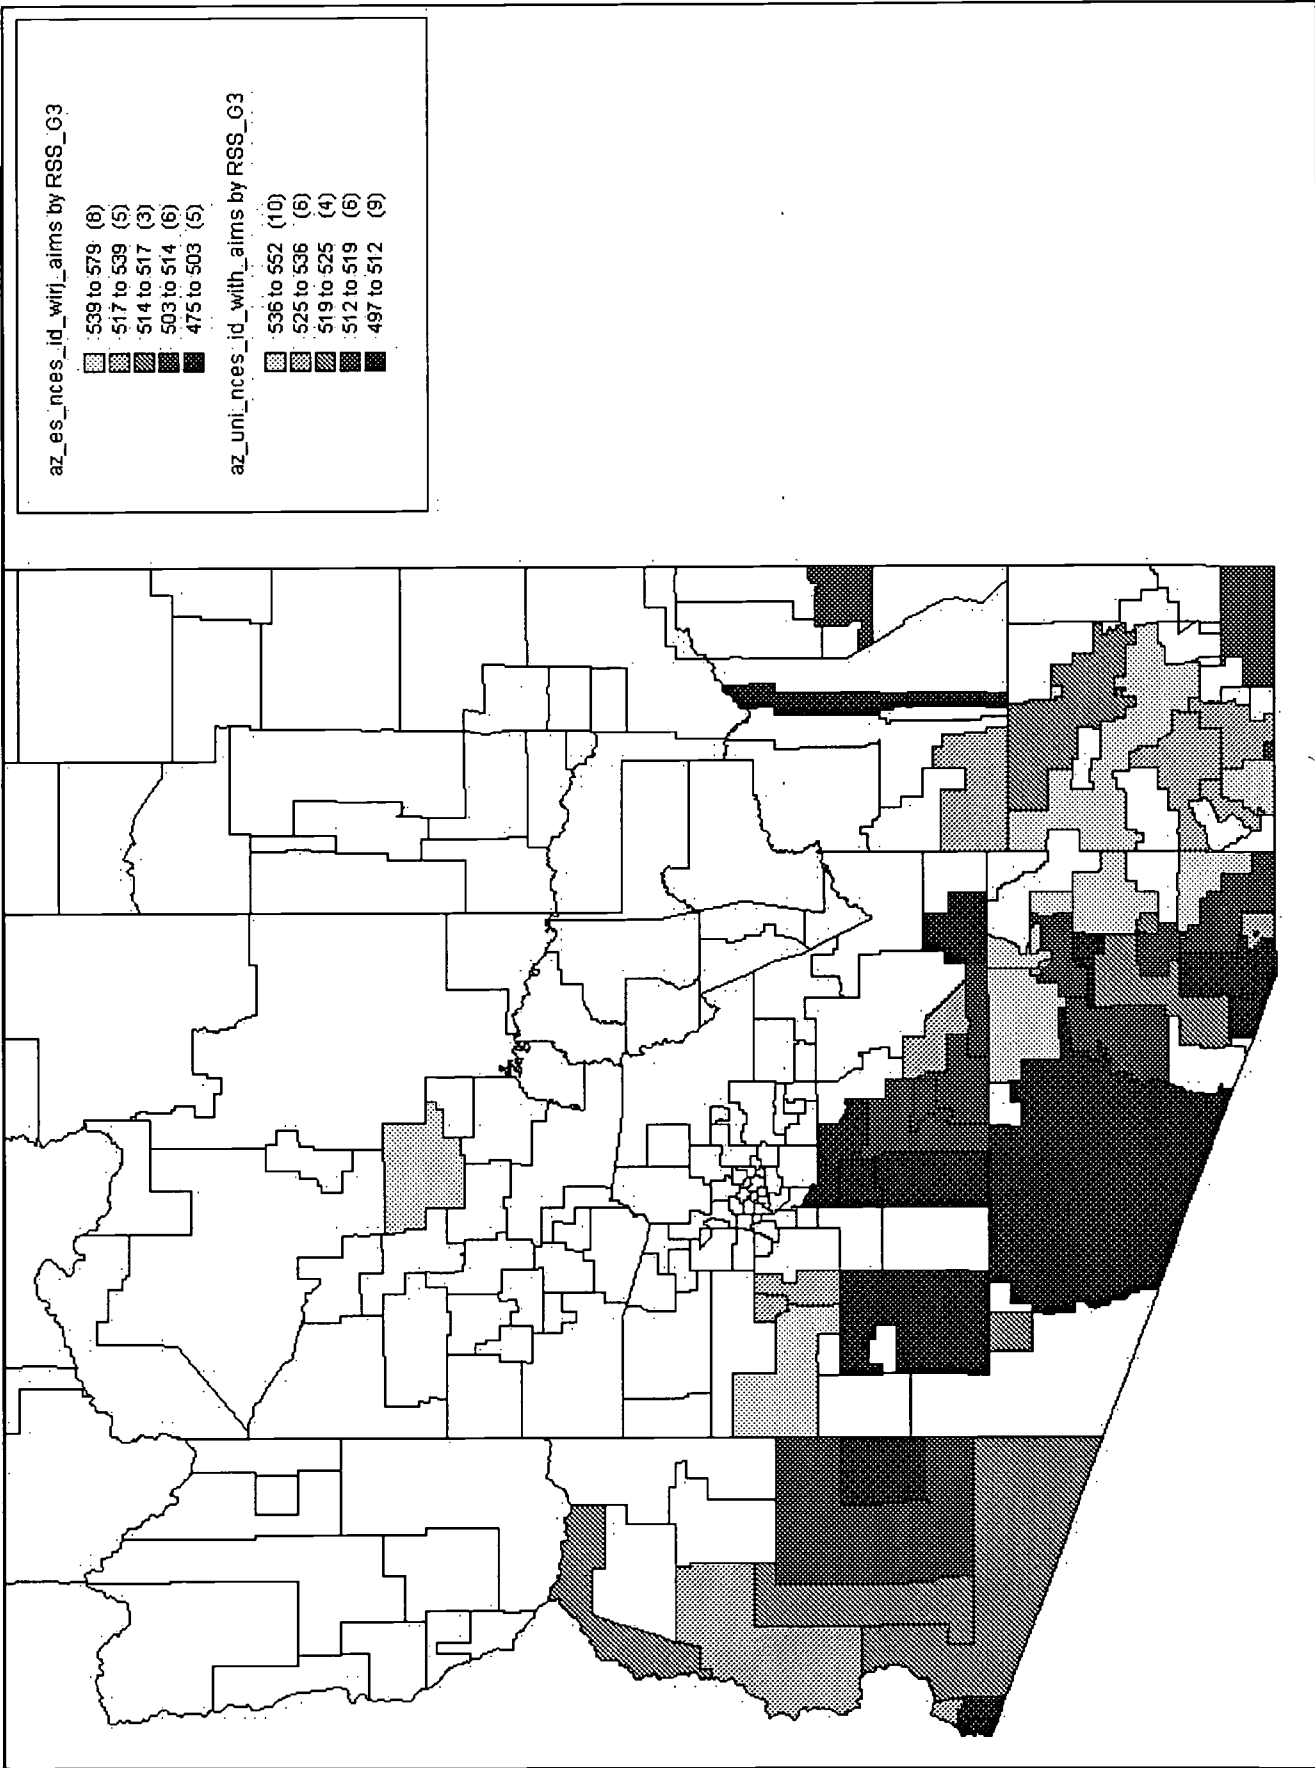 az_es_nces_id_wirj_aims by RSS_G3
539 to 579 (8)
517 to 539 (5)
514 to 517 (3)
503 to 514 (6)
475 to 503 (5)
az_uni_nces_id_with_aims by RSS_G3
536 to 552 (10)
525 to 536 (6)
519 to 525 (4)
512 to 519 (6)
497 to 512 (9)